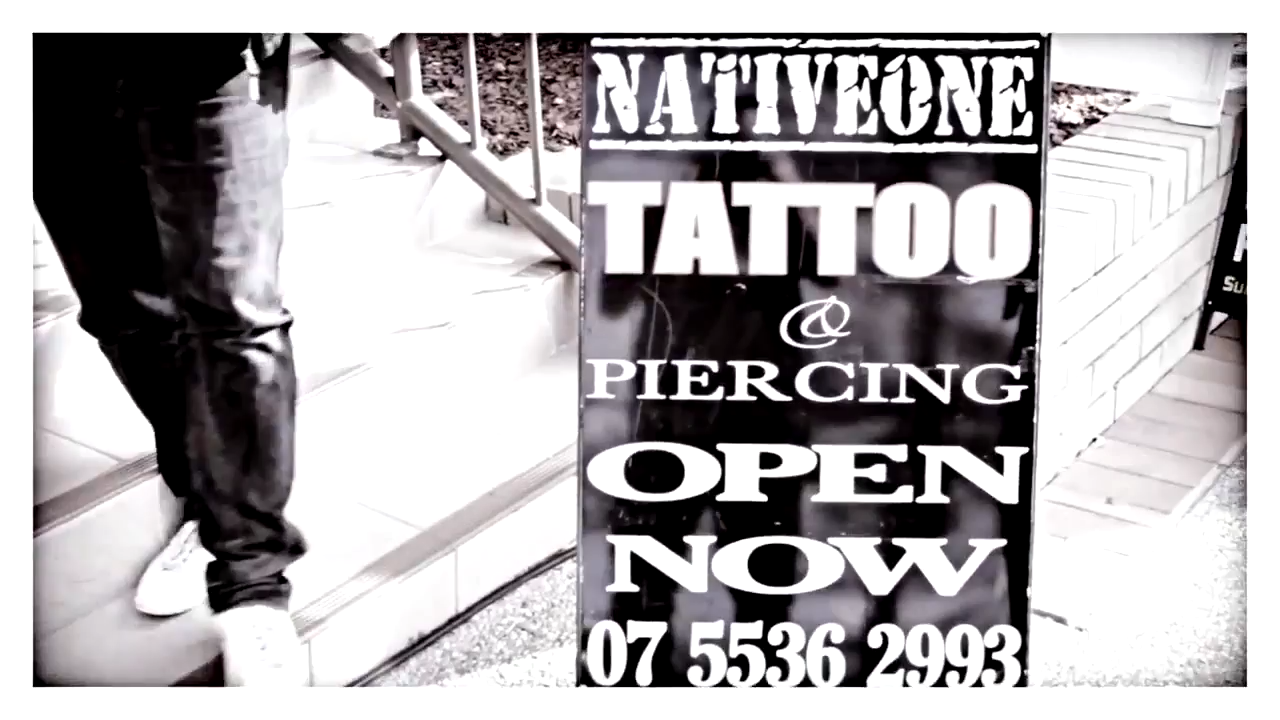 NATIVEONE
TATTOO
@
PIERCING
OPEN
NOW
07 5536 2993